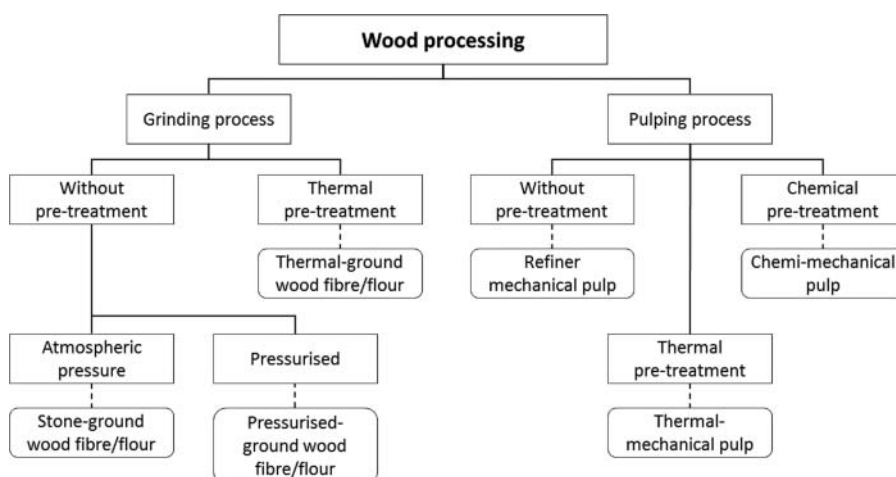 Wood processing
Grinding process
Pulping process
Without
pre-treatment
Thermal
pre-treatment
Without
pre-treatment
Chemical
pre-treatment
Thermal-ground
wood fibre/flour
Refiner
mechanical pulp
Chemi-mechanical
pulp
Atmospheric
pressure
Pressurised
Thermal
pre-treatment
Stone-ground
wood fibre/flour
Pressurised-
ground wood
fibre/flour
Thermal-
mechanical pulp